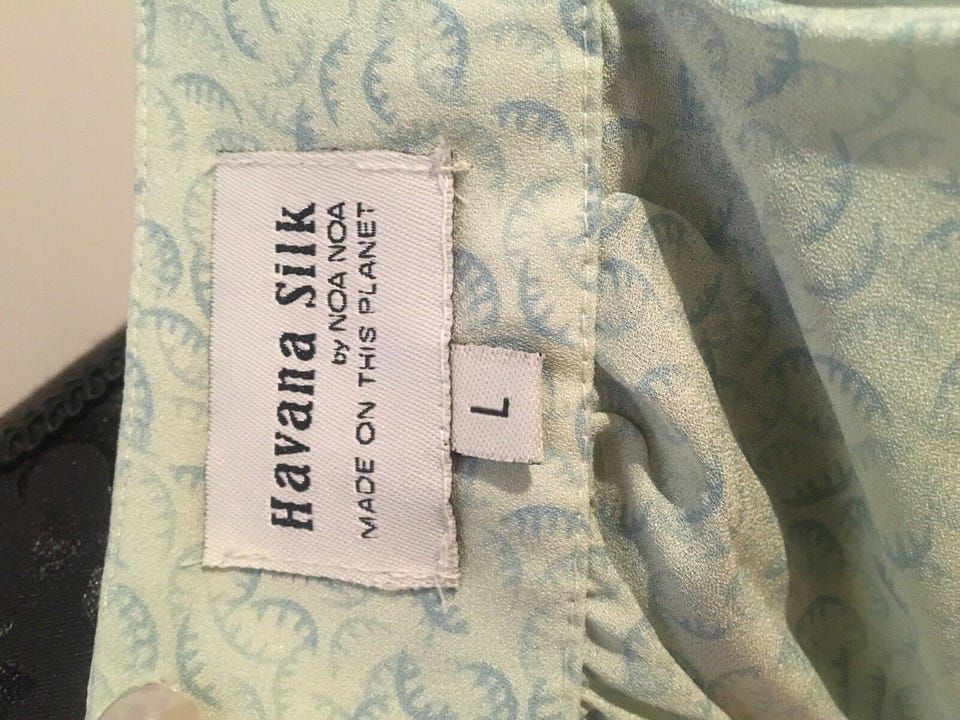 Havana Silk
by NOA NOA
MADE ON THIS PLANET
L